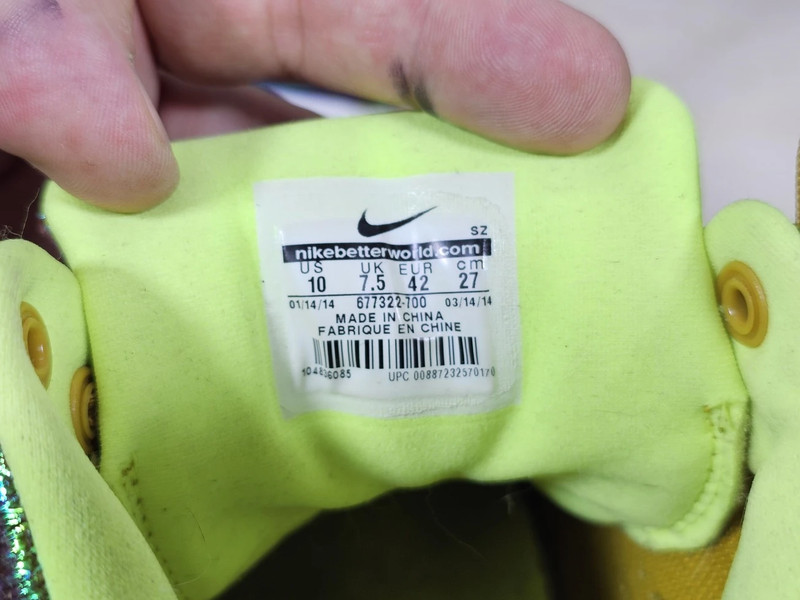 SZ
nikebetterworld.com
US UK EUR cm
10 7.5 42 27
01/14/14 677322-700 03/14/14
MADE IN CHINA
FABRIQUE EN CHINE
UPC 00887232570170